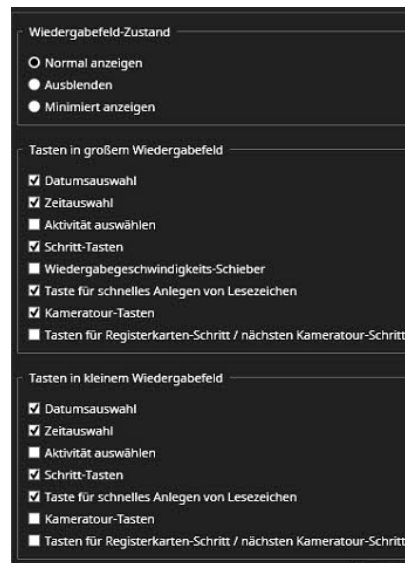 Wiedergabefeld-Zustand
Normal anzeigen
Ausblenden
Minimiert anzeigen
Tasten in großem Wiedergabefeld
Datumsauswahl
Zeitauswahl
Aktivität auswählen
Schritt-Tasten
Wiedergabegeschwindigkeits-Schieber
Taste für schnelles Anlegen von Lesezeichen
Kameratour-Tasten
Tasten für Registerkarten-Schritt / nächsten Kameratour-Schritt
Tasten in kleinem Wiedergabefeld
Datumsauswahl
Zeitauswahl
Aktivität auswählen
Schritt-Tasten
Taste für schnelles Anlegen von Lesezeichen
Kameratour-Tasten
Tasten für Registerkarten-Schritt / nächsten Kameratour-Schritt